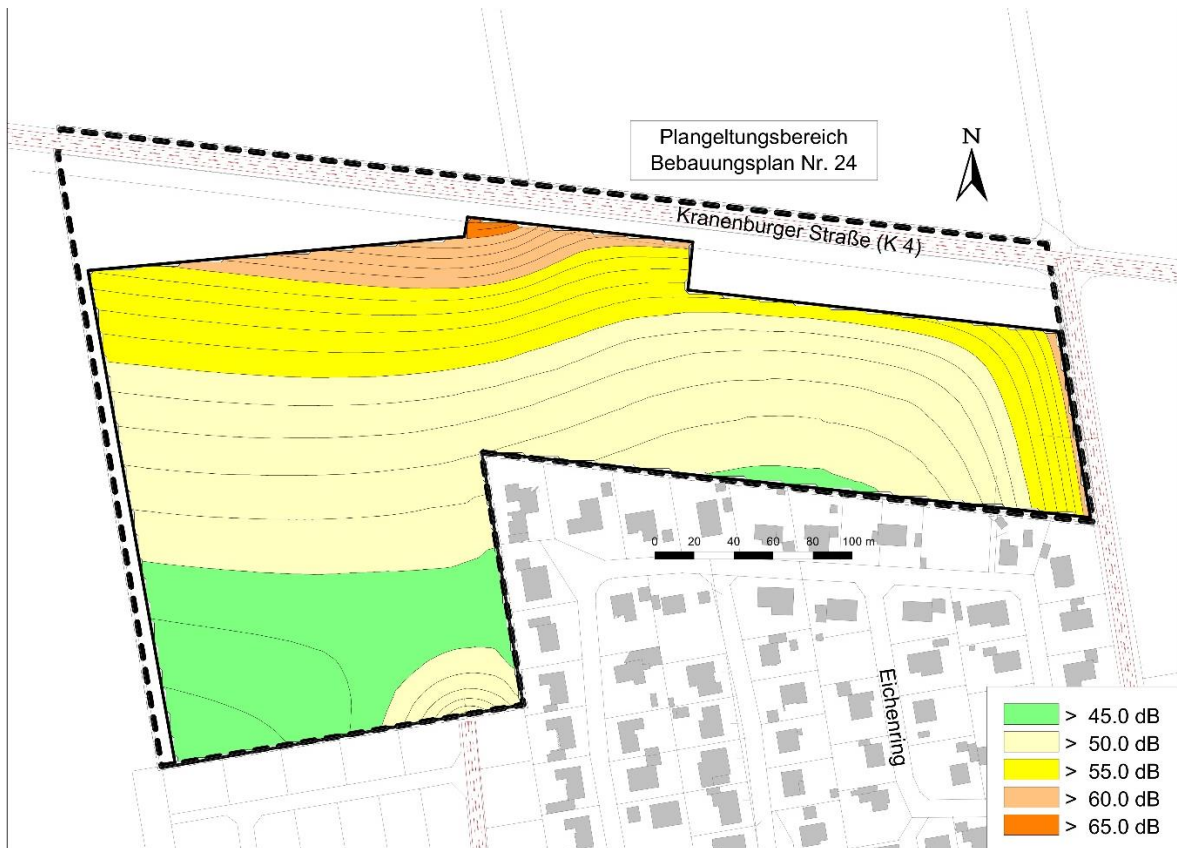 Plangeltungsbereich
Bebauungsplan Nr. 24
N
Kranenburger Straße (K 4)
0 20 40 60 80 100 m
Eichenring
> 45.0 dB
> 50.0 dB
> 55.0 dB
> 60.0 dB
> 65.0 dB